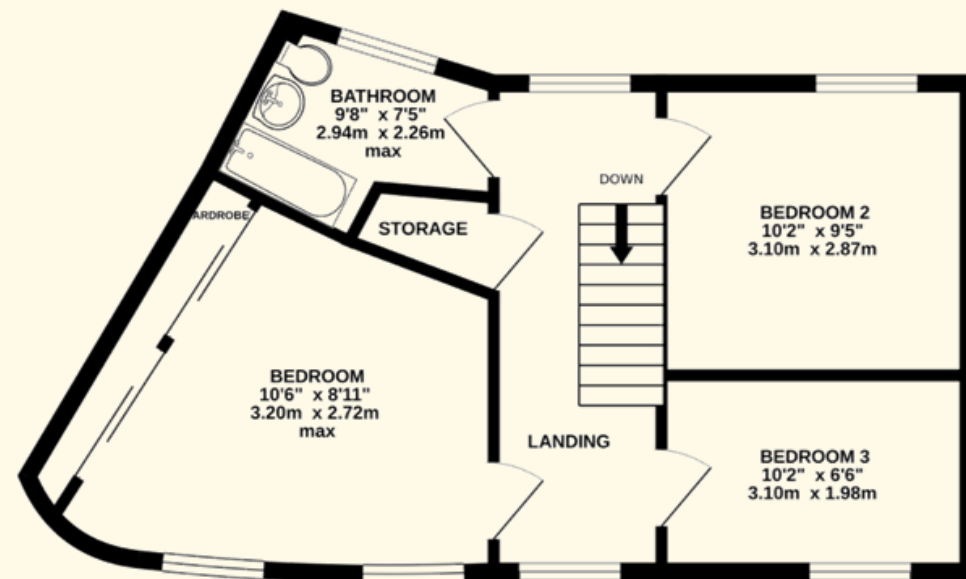 BATHROOM
9'8" x 7'5"
2.94m x 2.26m
max
DOWN
ARDROBE
STORAGE
BEDROOM 2
10'2" x 9'5"
3.10m x 2.87m
BEDROOM
10'6" x 8'11"
3.20m x 2.72m
max
LANDING
BEDROOM 3
10'2" x 6'6"
3.10m x 1.98m